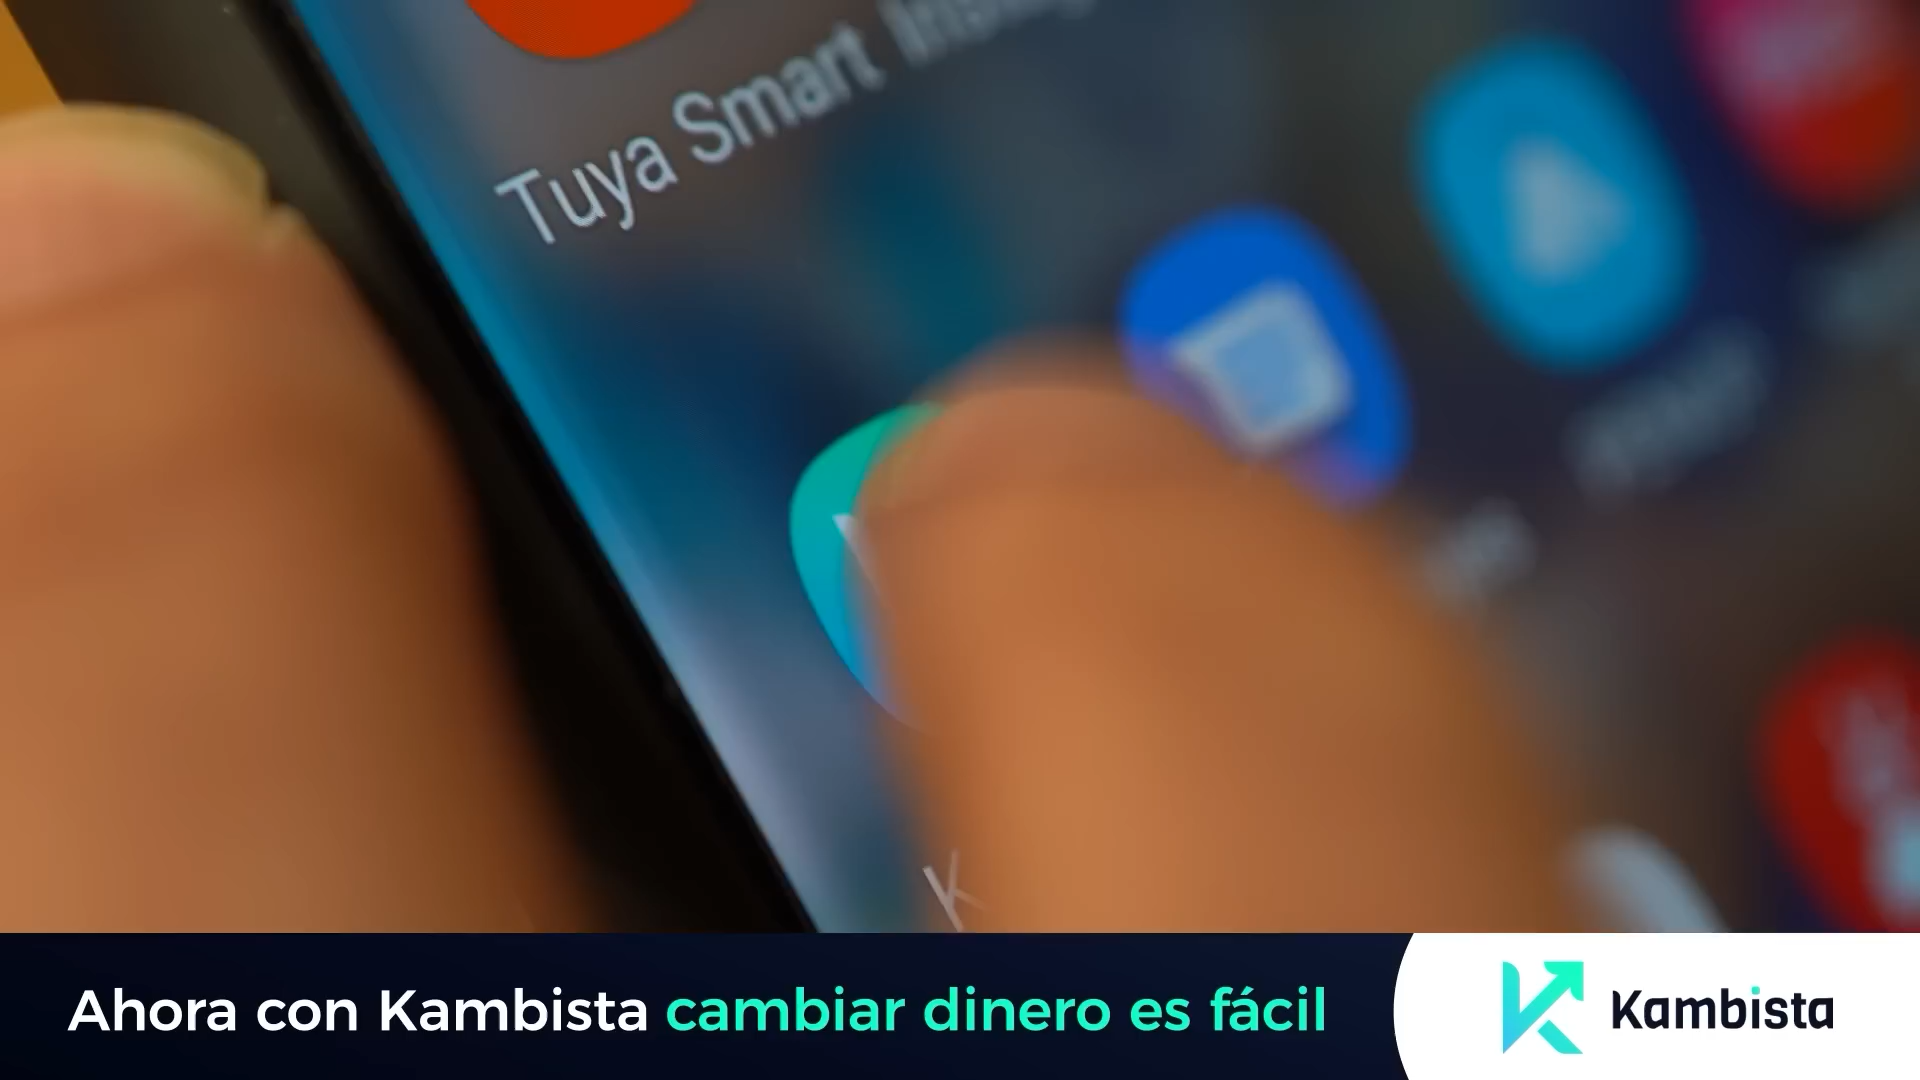 Tuya Smart
K
Ahora con Kambista cambiar dinero es fácil
Kambista